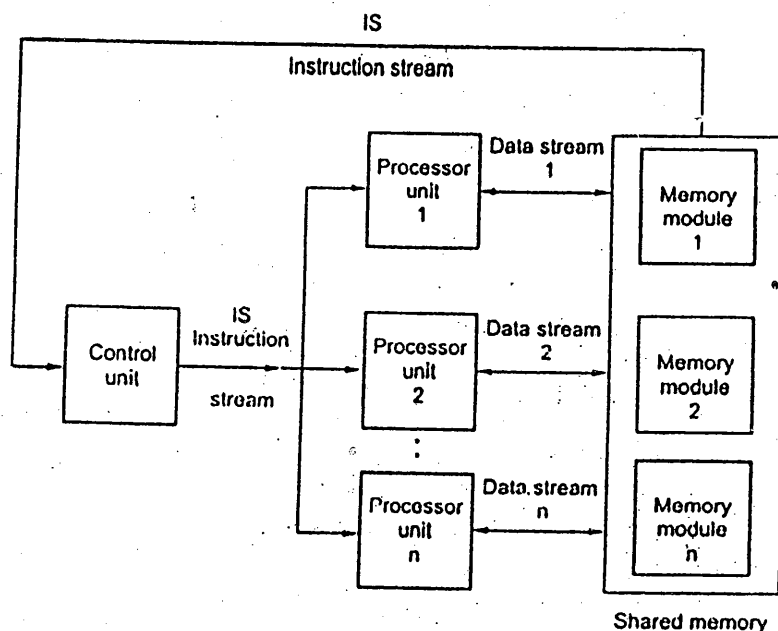 IS
Instruction stream
Processor
unit
1
Data stream
1
Memory
module
1
Control
unit
IS
Instruction
stream
Processor
unit
2
Data stream
2
Memory
module
2
⋮
Processor
unit
n
Data stream
n
Memory
module
n
Shared memory